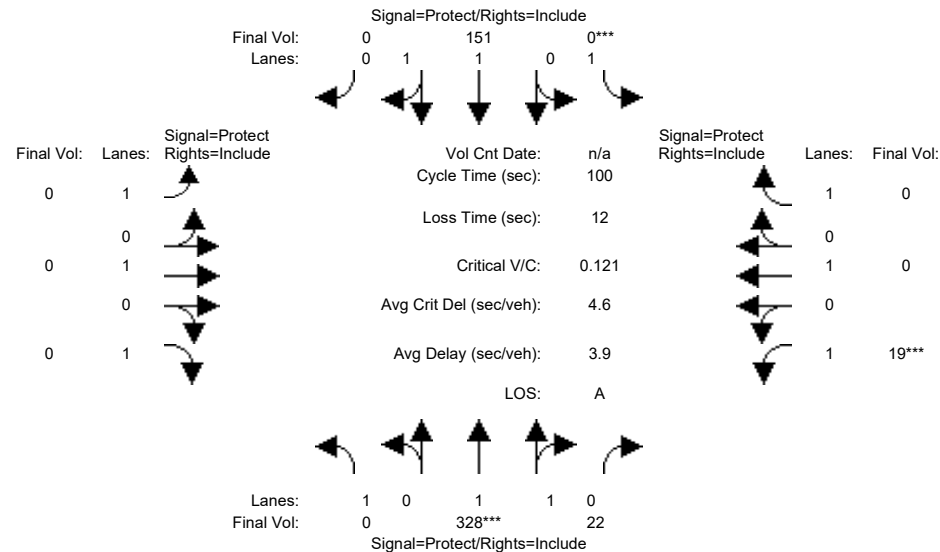 Signal=Protect/Rights=Include
Final Vol: 0 151 0***
Lanes: 0 1 1 0 1
Signal=Protect Signal=Protect
Final Vol: Lanes: Rights=Include Vol Cnt Date: n/a Rights=Include Lanes: Final Vol:
Cycle Time (sec): 100
0 1 1 0
Loss Time (sec): 12
0 0
0 1 Critical V/C: 0.121 1 0
0 Avg Crit Del (sec/veh): 4.6 0
0 1 Avg Delay (sec/veh): 3.9 1 19***
LOS: A
Lanes: 1 0 1 1 0
Final Vol: 0 328*** 22
Signal=Protect/Rights=Include